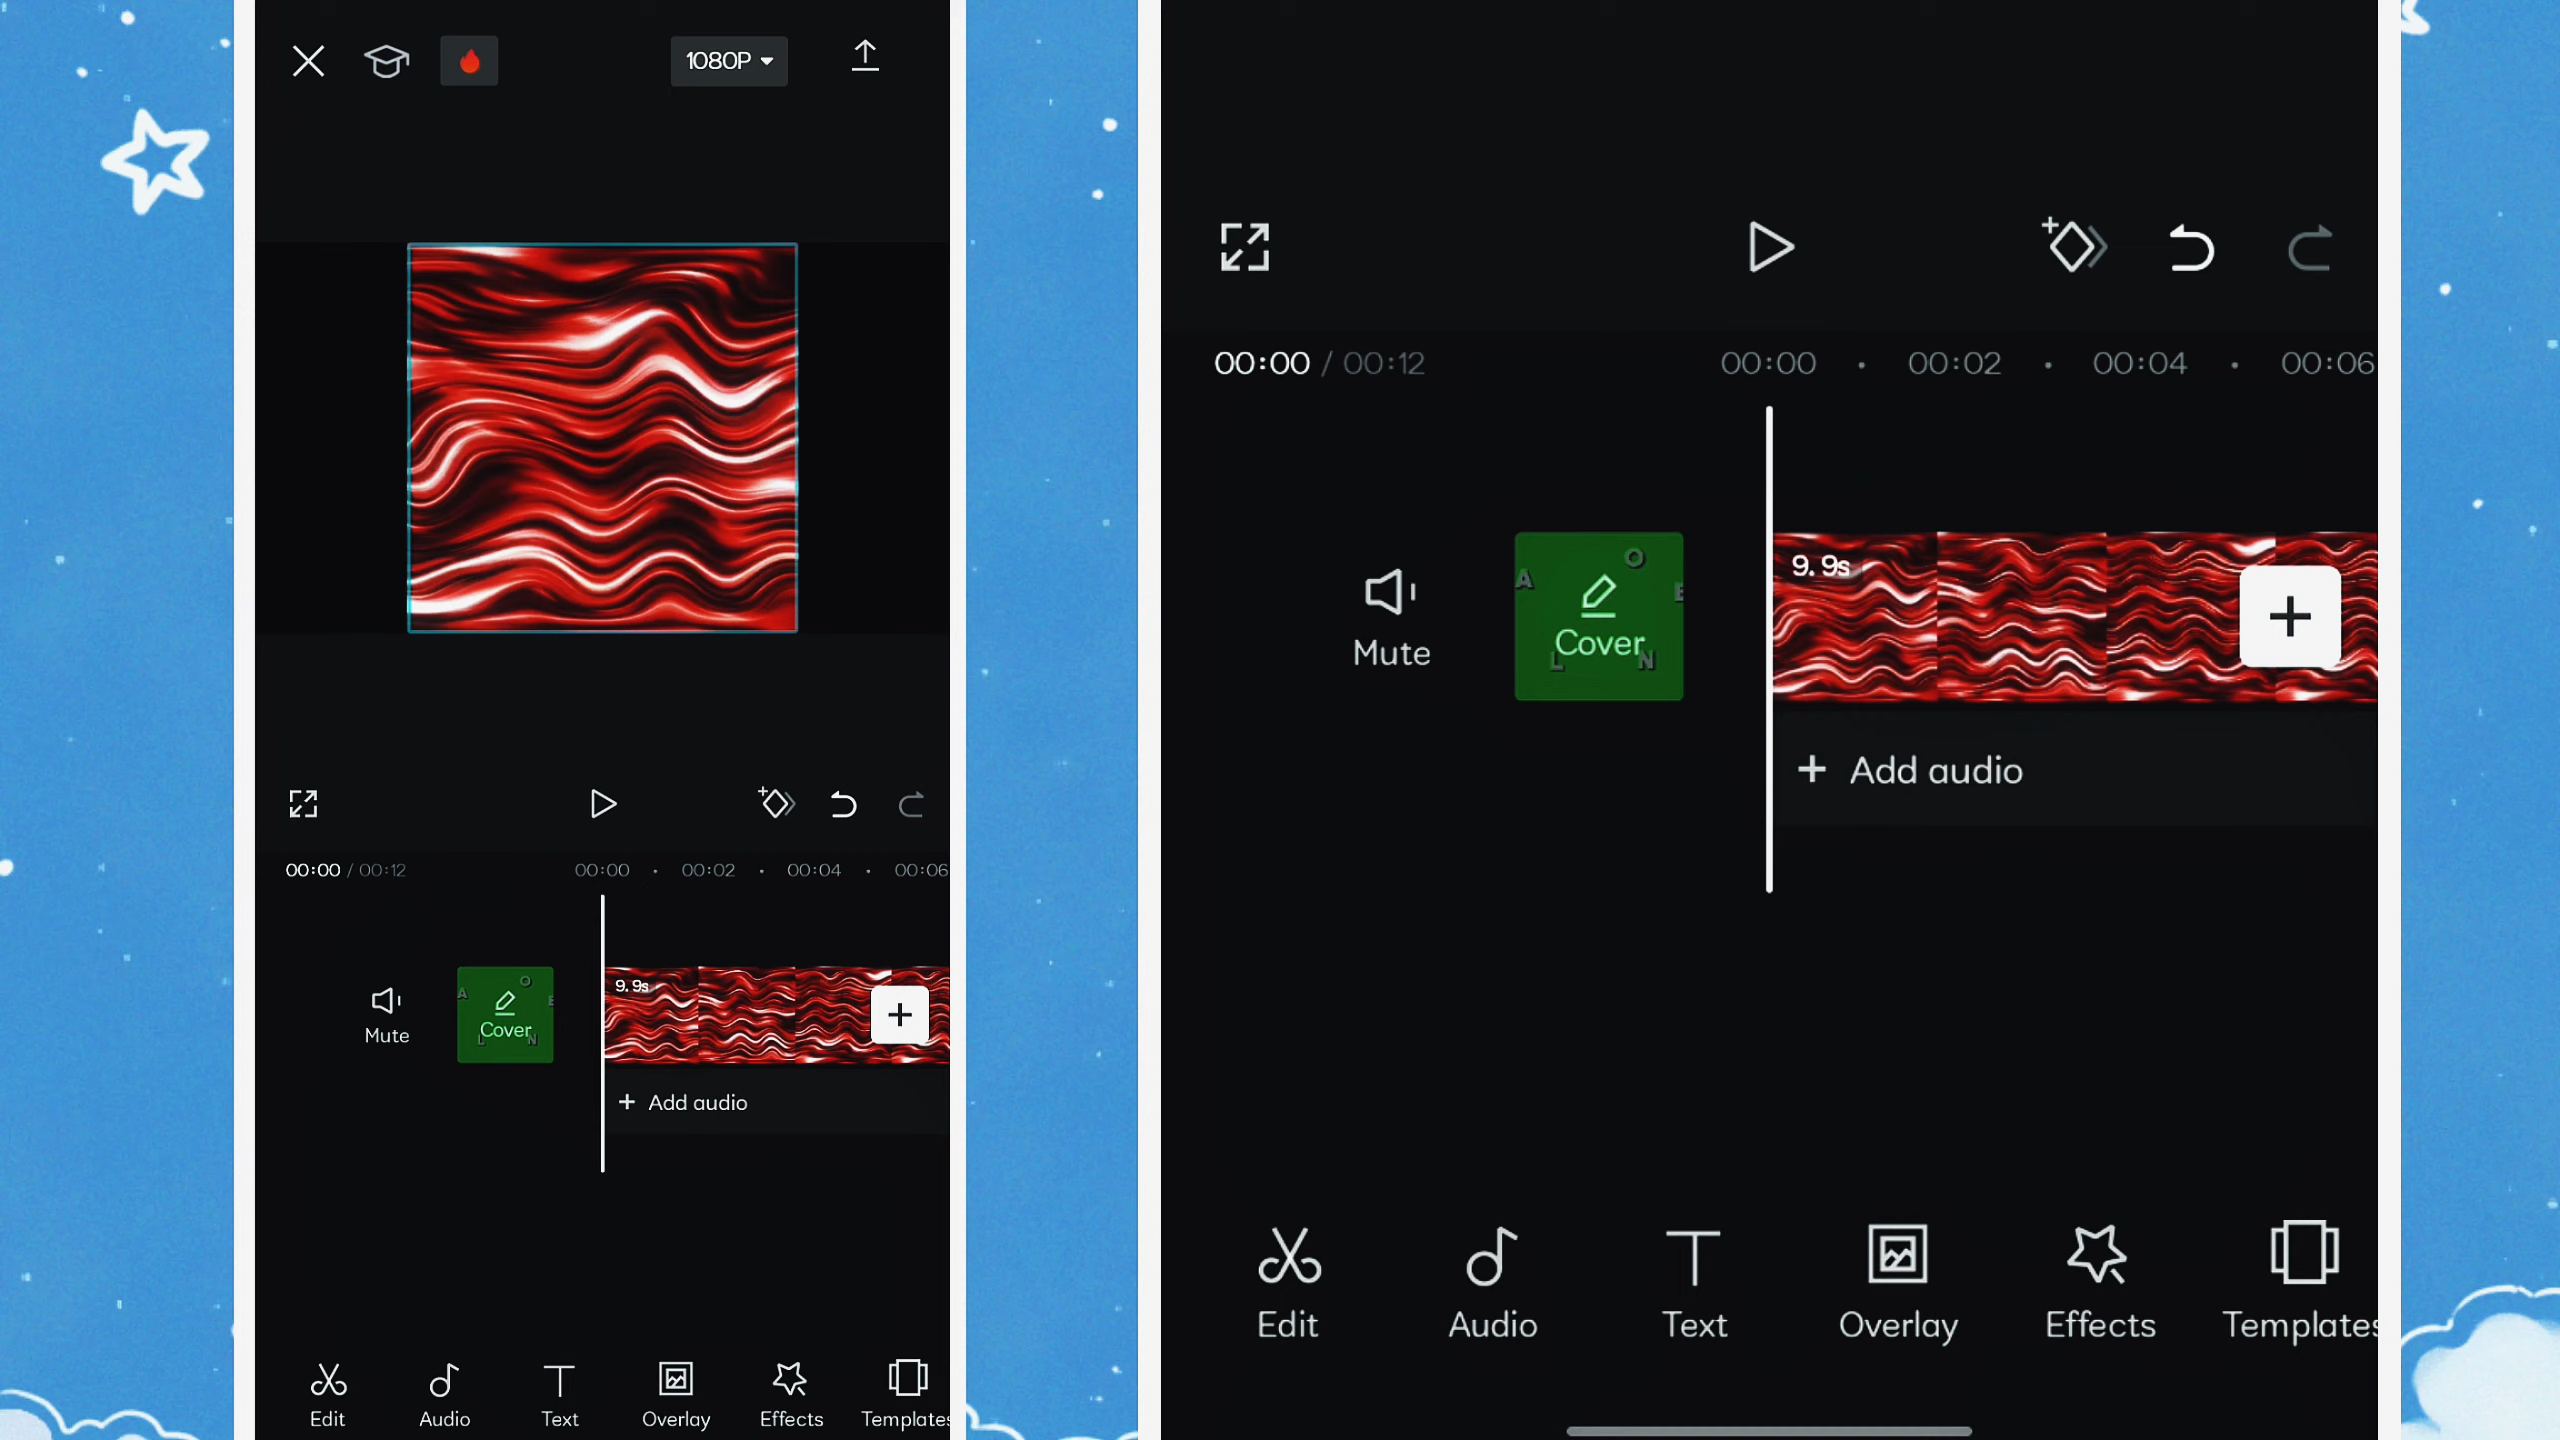 1080P
00:00 / 00:12 00:00 00:02 00:04 00:06
9.9s
A O E
Mute Cover
L N
+ Add audio
Edit Audio Text Overlay Effects Templates
00:00 / 00:12 00:00 00:02 00:04 00:06
9.9s
A O E
Mute Cover
L N
+ Add audio
Edit Audio Text Overlay Effects Templates